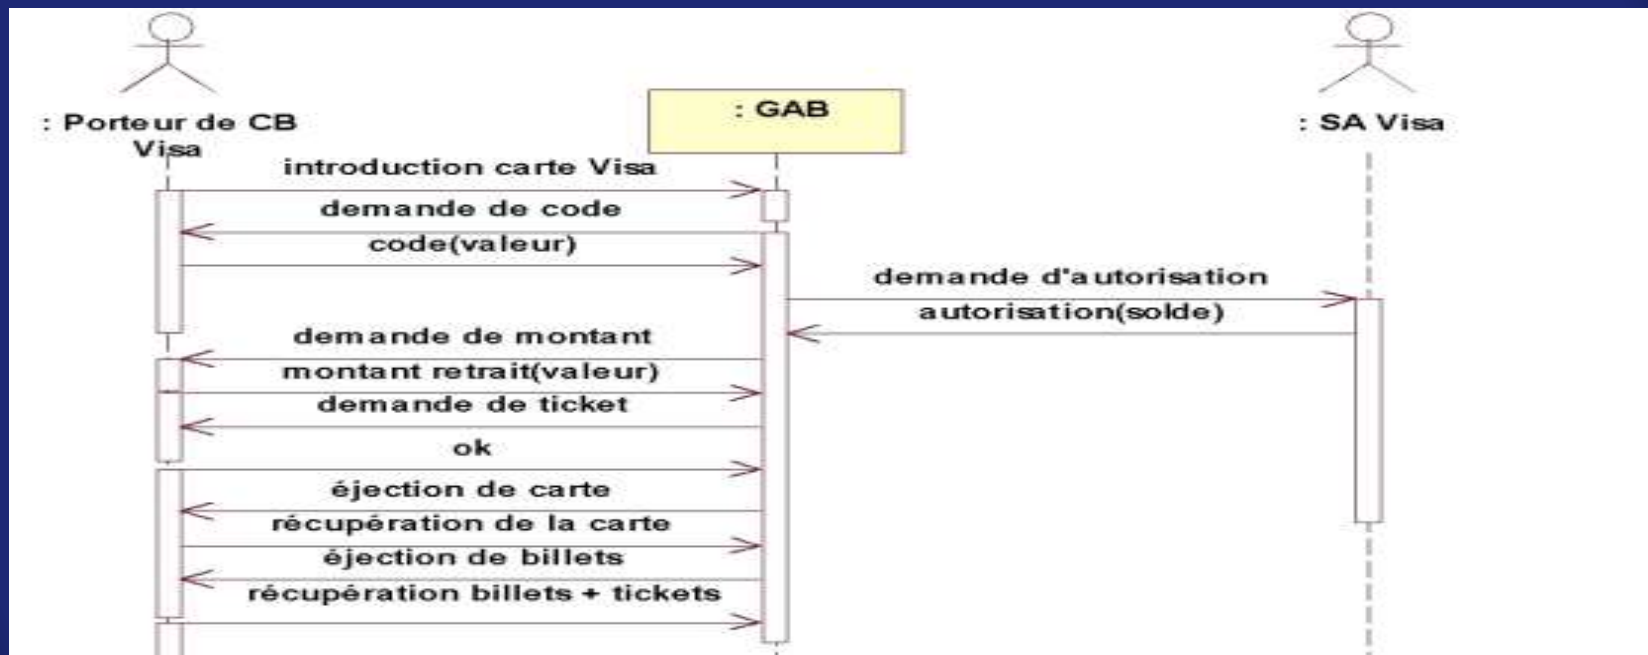 : Porteur de CB
Visa
: GAB
: SA Visa
introduction carte Visa
demande de code
code(valeur)
demande d'autorisation
autorisation(solde)
demande de montant
montant retrait(valeur)
demande de ticket
ok
éjection de carte
récupération de la carte
éjection de billets
récupération billets + tickets